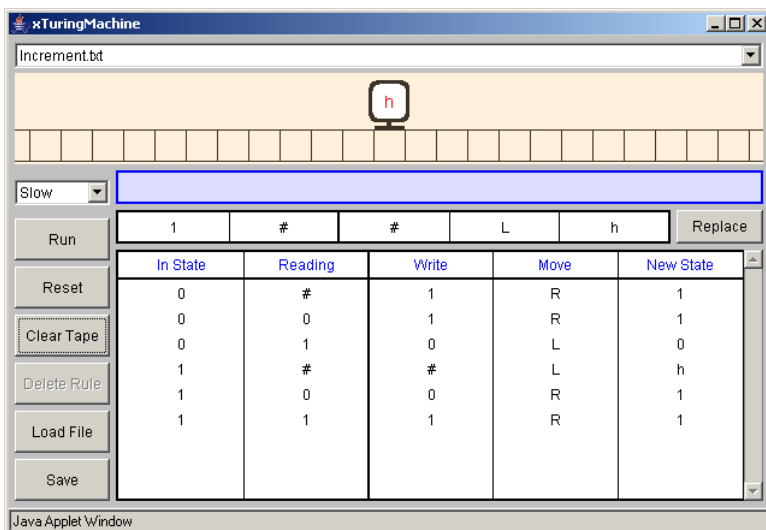 xTuringMachine
Increment.txt
h
Slow
1 # # L h Replace
Run
In State Reading Write Move New State
Reset
0 # 1 R 1
0 0 1 R 1
Clear Tape
0 1 0 L 0
1 # # L h
Delete Rule
1 0 0 R 1
1 1 1 R 1
Load File
Save
Java Applet Window